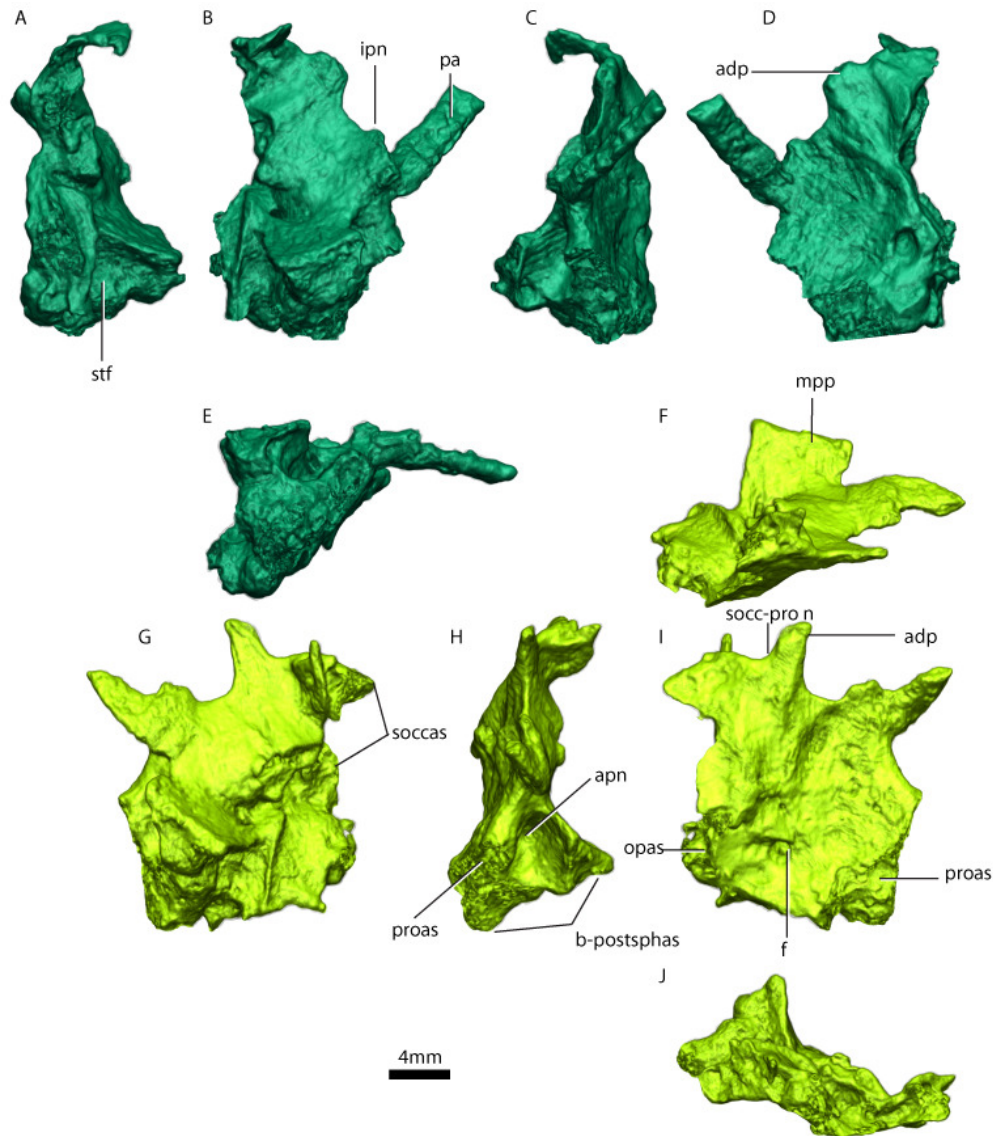 A
B
C
D
ipn
pa
adp
stf
E
F
mpp
G
H
socc-pro n
I
adp
soccas
apn
opas
proas
proas
b-postsphas
f
J
4mm